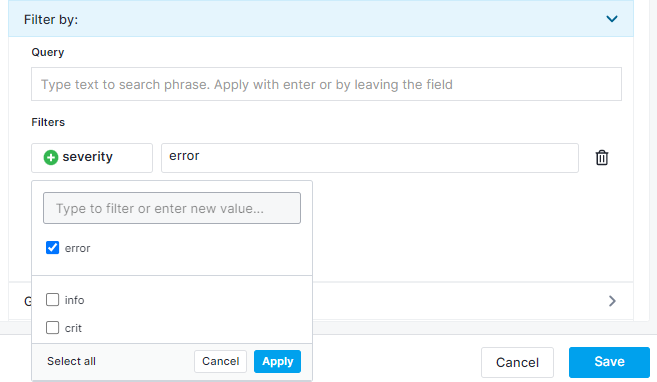 Filter by:
Query
Type text to search phrase. Apply with enter or by leaving the field
Filters
severity
error
Type to filter or enter new value...
error
G
info
crit
Select all
Cancel
Apply
Cancel
Save